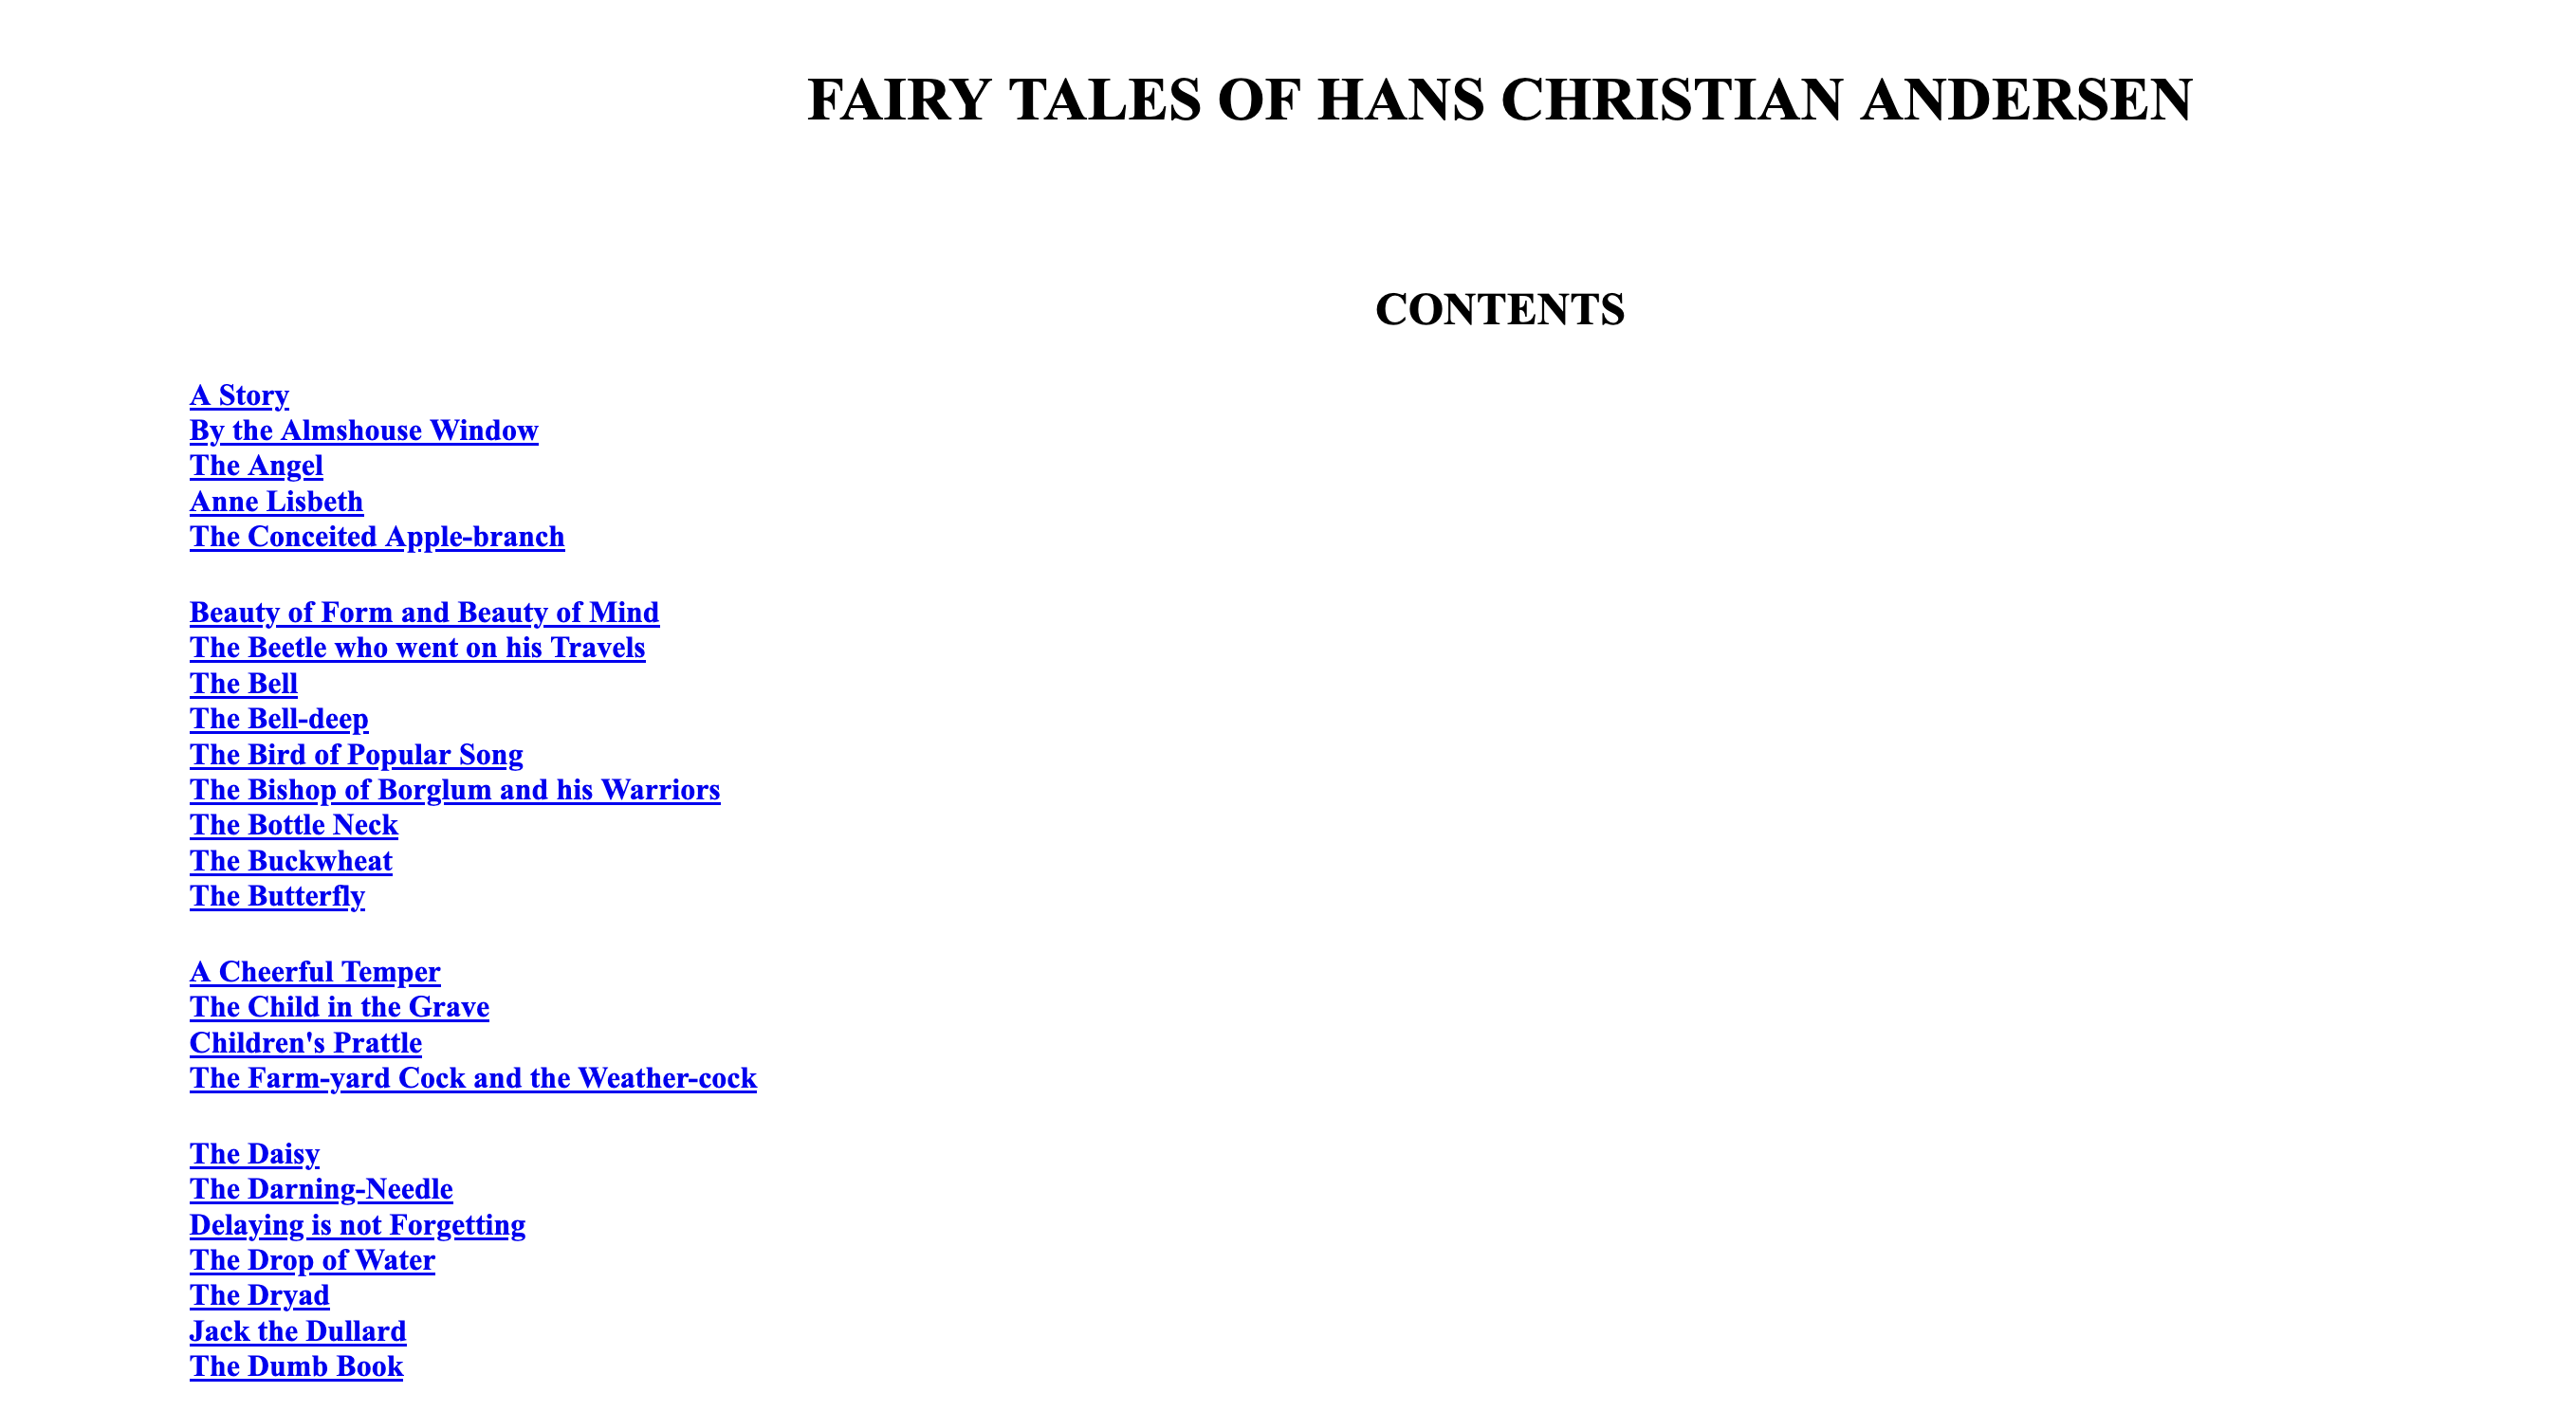 FAIRY TALES OF HANS CHRISTIAN ANDERSEN
CONTENTS
A Story
By the Almshouse Window
The Angel
Anne Lisbeth
The Conceited Apple-branch
Beauty of Form and Beauty of Mind
The Beetle who went on his Travels
The Bell
The Bell-deep
The Bird of Popular Song
The Bishop of Borglum and his Warriors
The Bottle Neck
The Buckwheat
The Butterfly
A Cheerful Temper
The Child in the Grave
Children's Prattle
The Farm-yard Cock and the Weather-cock
The Daisy
The Darning-Needle
Delaying is not Forgetting
The Drop of Water
The Dryad
Jack the Dullard
The Dumb Book